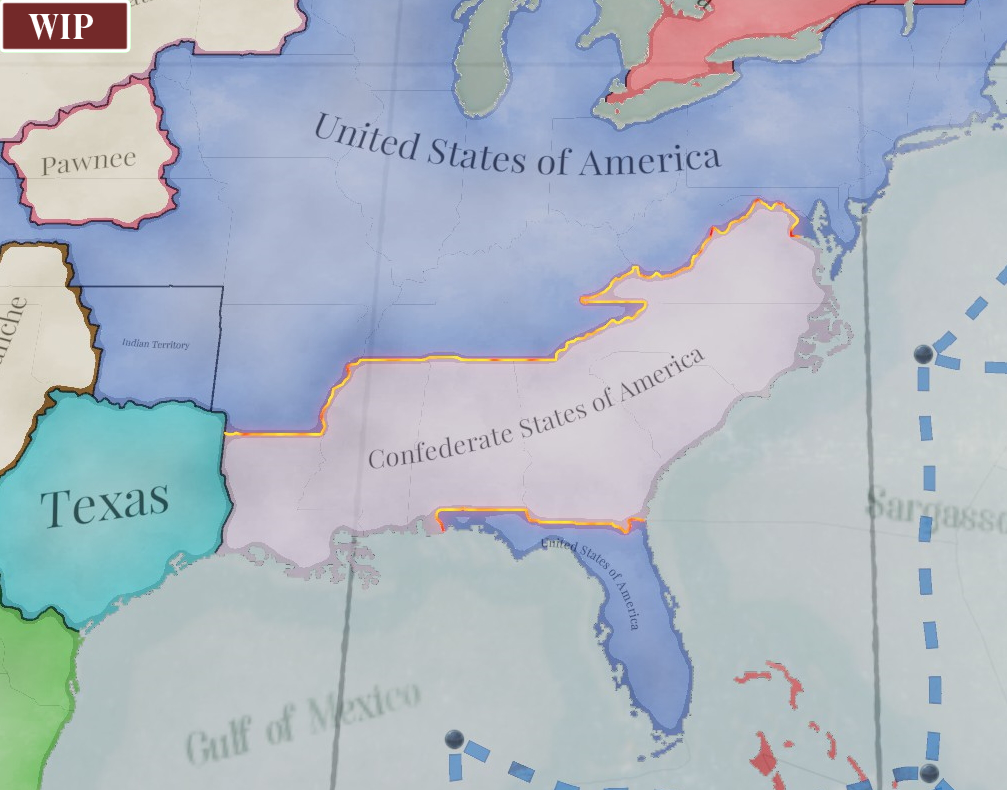 WIP
United States of America
Pawnee
anche
Indian Territory
Confederate States of America
Texas
Sargasso
United States of America
Gulf of Mexico